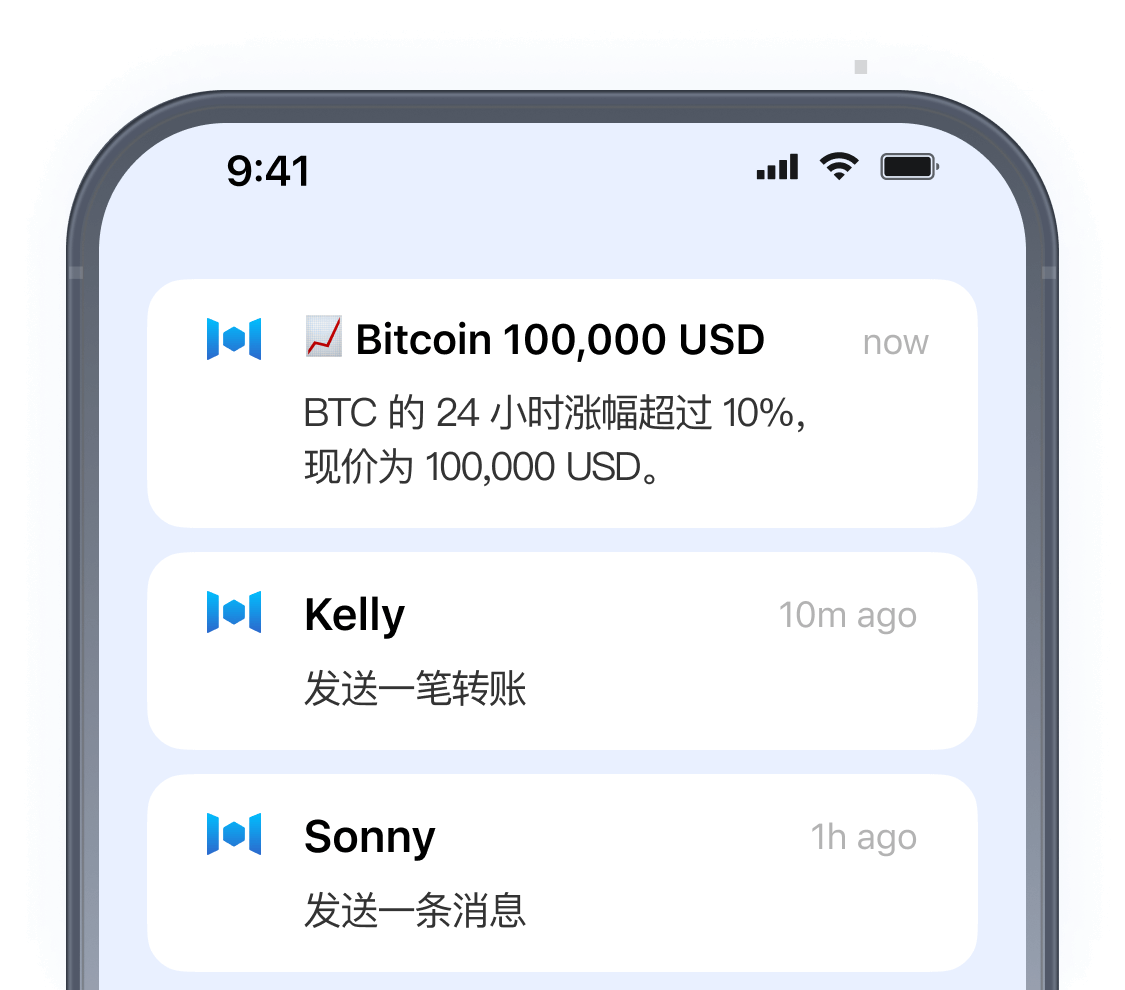 9:41
📈 Bitcoin 100,000 USD
now
BTC 的 24 小时涨幅超过 10%,
现价为 100,000 USD。
Kelly
10m ago
发送一笔转账
Sonny
1h ago
发送一条消息